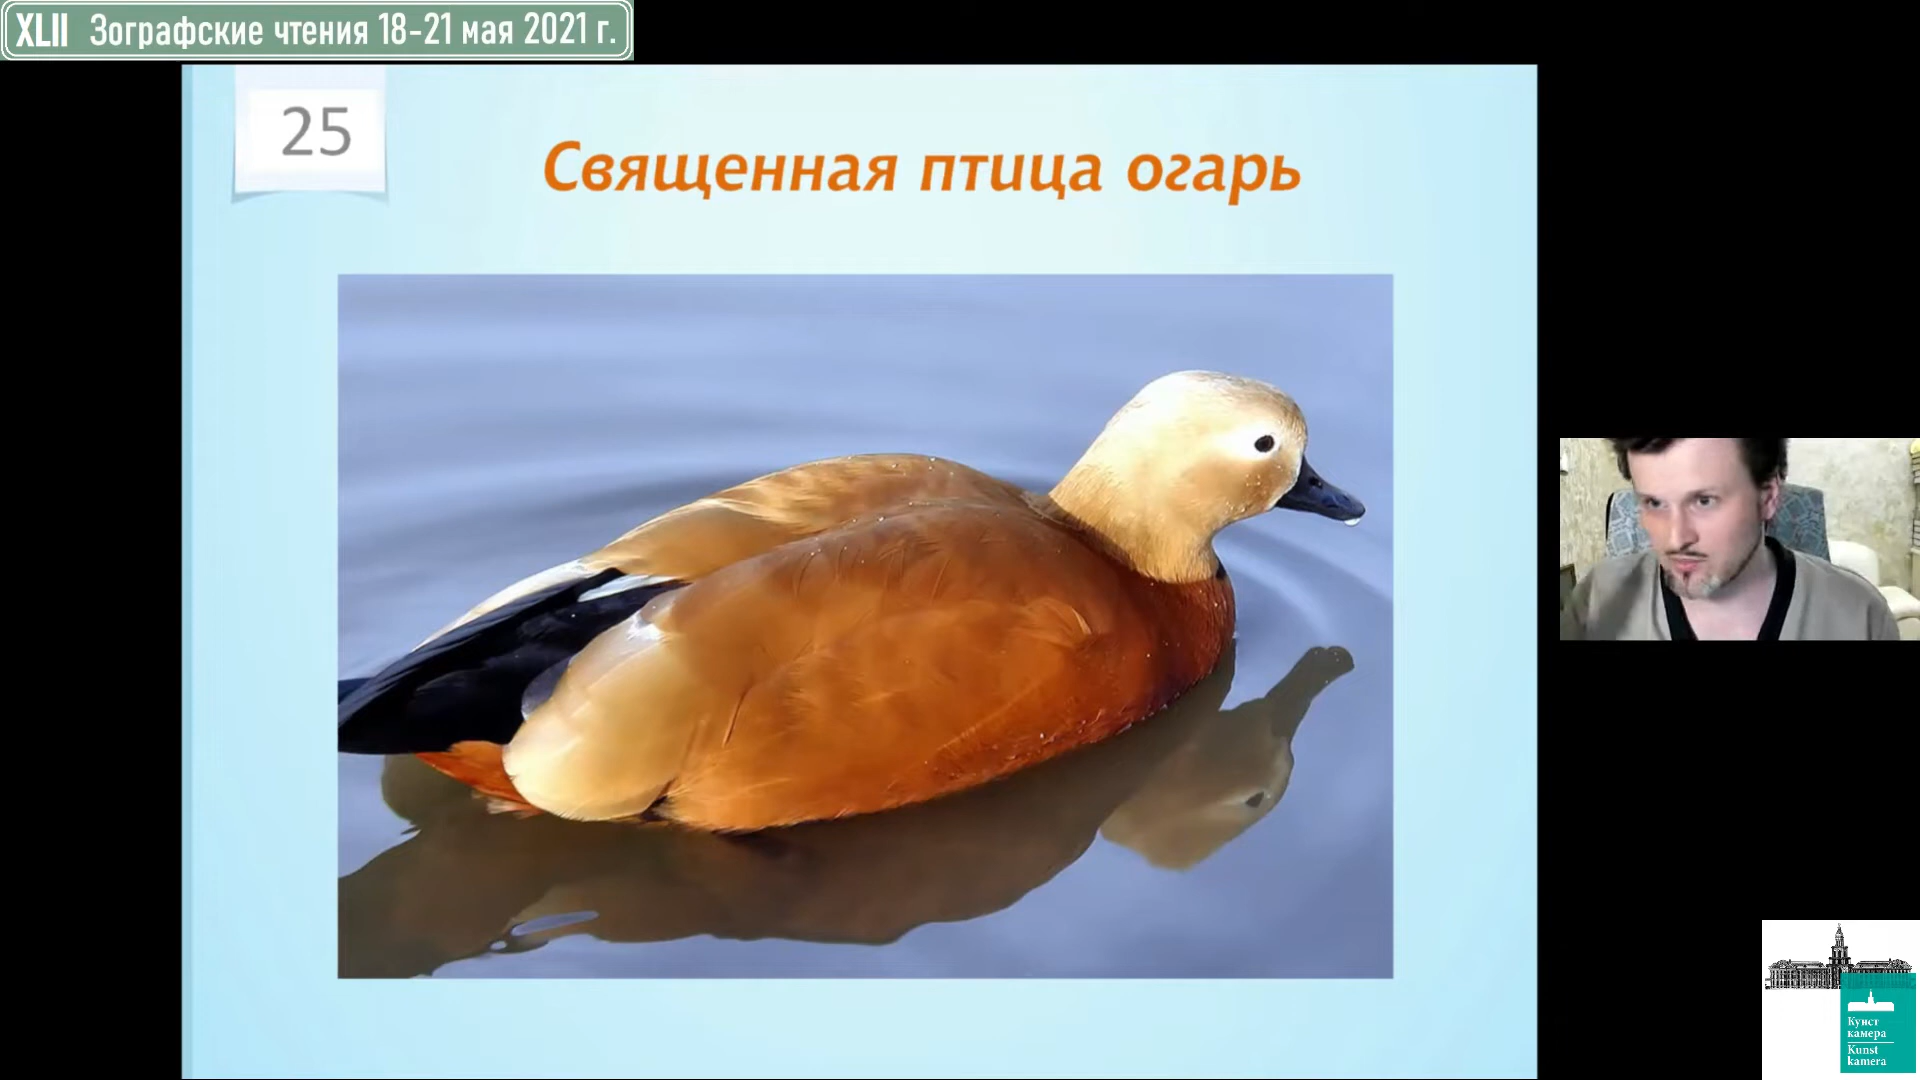 XLII Зографские чтения 18-21 мая 2021 г.
25
Священная птица огарь
Кунст
камера
Kunst
kamera